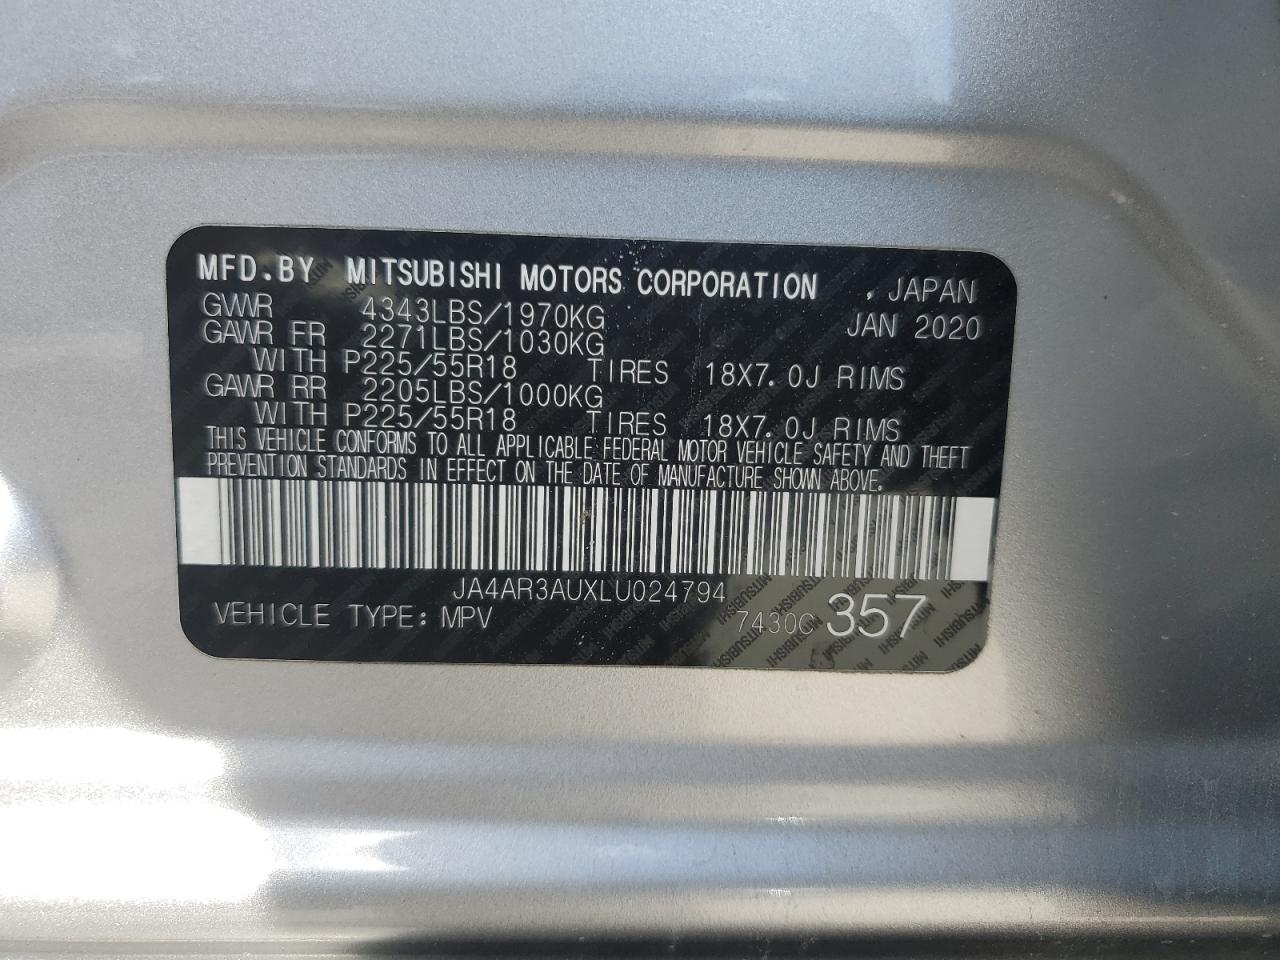 MFD.BY MITSUBISHI MOTORS CORPORATION , JAPAN
GVWR 4343LBS/1970KG JAN 2020
GAWR FR 2271LBS/1030KG
WITH P225/55R18 TIRES 18X7.0J RIMS
GAWR RR 2205LBS/1000KG
WITH P225/55R18 TIRES 18X7.0J RIMS
THIS VEHICLE CONFORMS TO ALL APPLICABLE FEDERAL MOTOR VEHICLE SAFETY AND THEFT
PREVENTION STANDARDS IN EFFECT ON THE DATE OF MANUFACTURE SHOWN ABOVE.
JA4AR3AUXLU024794
VEHICLE TYPE: MPV 357